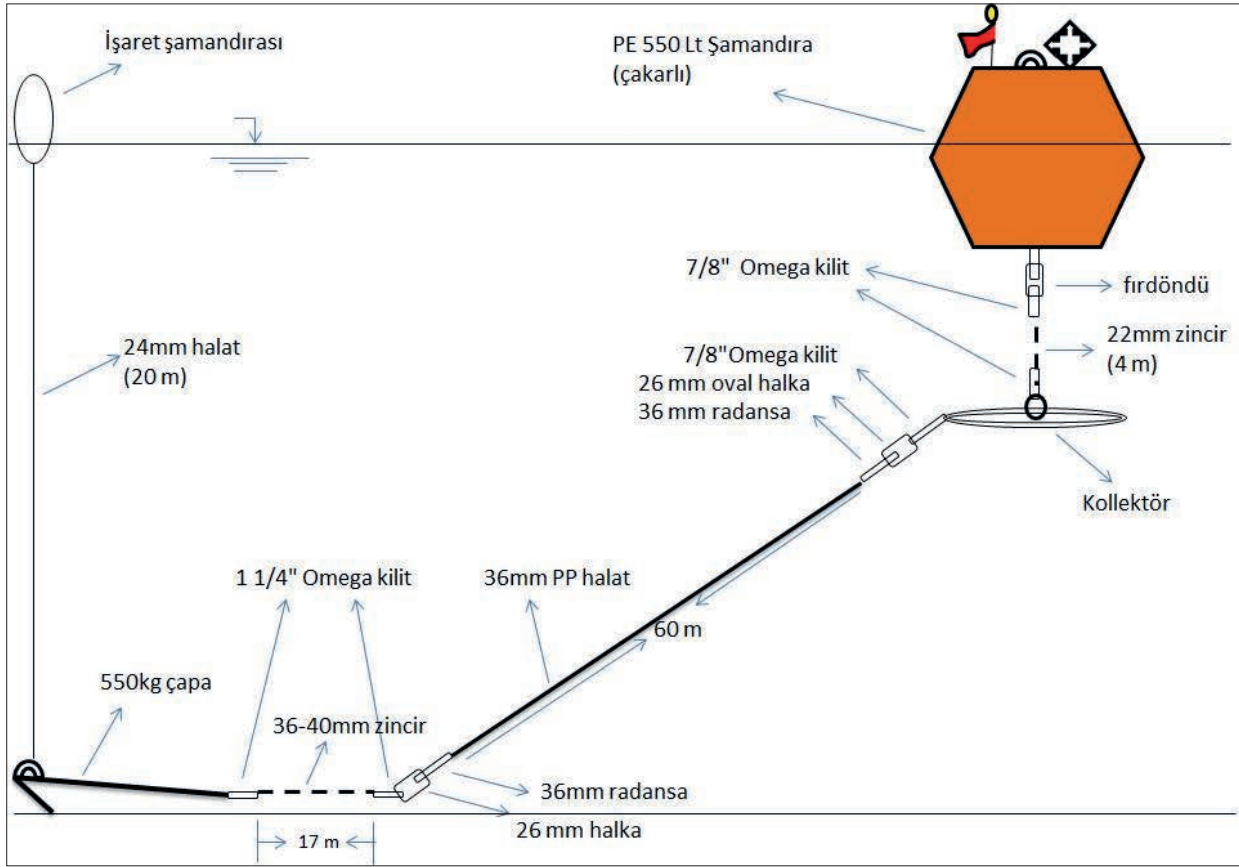 İşaret şamandırası
PE 550 Lt Şamandıra
(çakarlı)
7/8" Omega kilit
fırdöndü
24mm halat
(20 m)
22mm zincir
(4 m)
7/8"Omega kilit
26 mm oval halka
36 mm radansa
Kollektör
1 1/4" Omega kilit
36mm PP halat
60 m
550kg çapa
36-40mm zincir
36mm radansa
26 mm halka
17 m